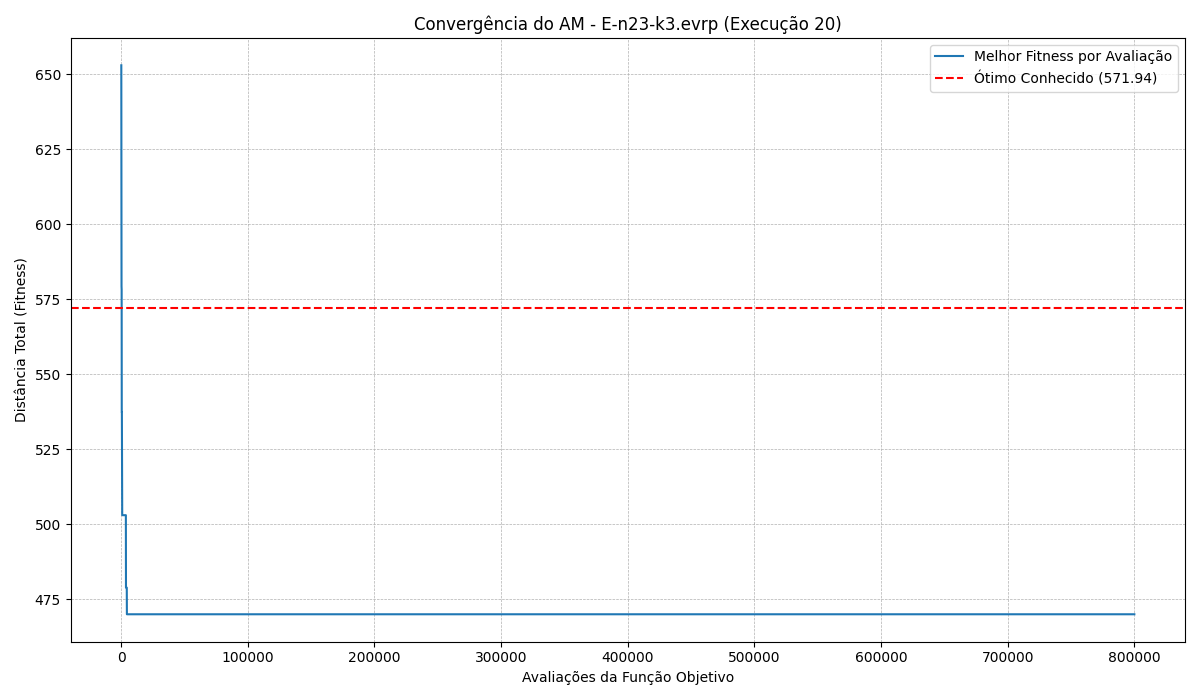 Convergência do AM - E-n23-k3.evrp (Execução 20)
Melhor Fitness por Avaliação
Ótimo Conhecido (571.94)
Distância Total (Fitness)
650
625
600
575
550
525
500
475
0 100000 200000 300000 400000 500000 600000 700000 800000
Avaliações da Função Objetivo